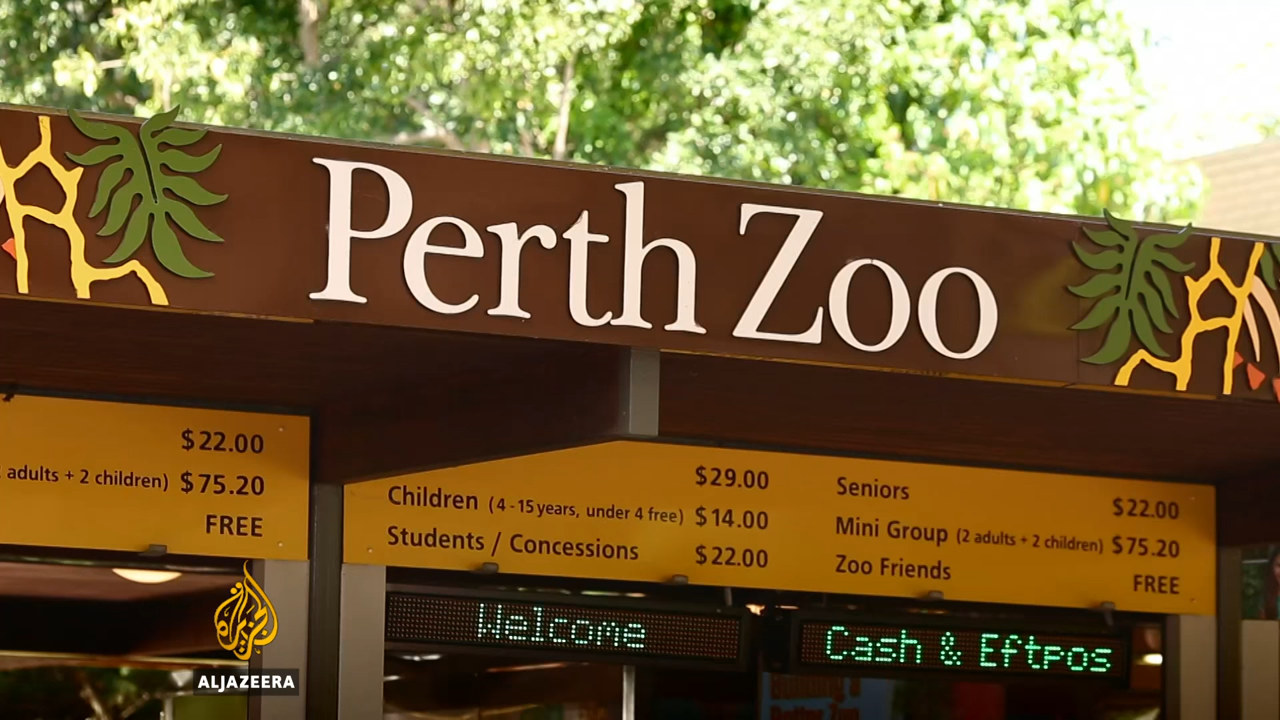 Perth Zoo
$22.00
adults + 2 children) $75.20
FREE
$29.00
Children (4-15 years, under 4 free) $14.00
Students / Concessions $22.00
Seniors $22.00
Mini Group (2 adults + 2 children) $75.20
Zoo Friends FREE
Welcome
Cash & Eftpos
الجزيرة
ALJAZEERA